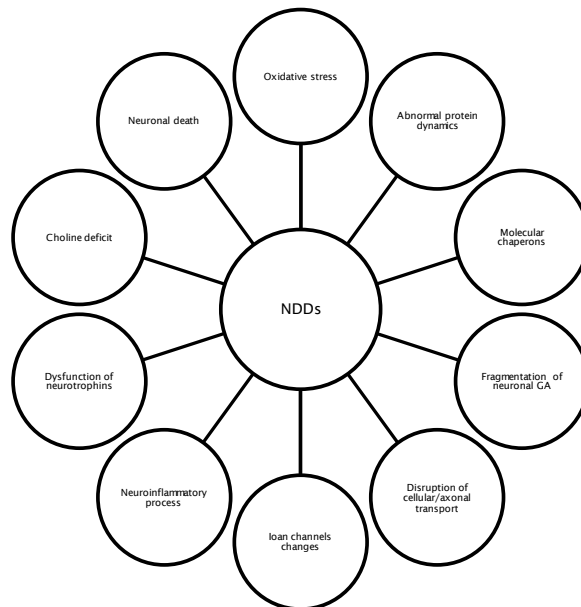 Oxidative stress
Abnormal protein
dynamics
Molecular
chaperons
Fragmentation of
neuronal GA
Disruption of
cellular/axonal
transport
Ioan channels
changes
Neuroinflammatory
process
Dysfunction of
neurotrophins
Choline deficit
Neuronal death
NDDs